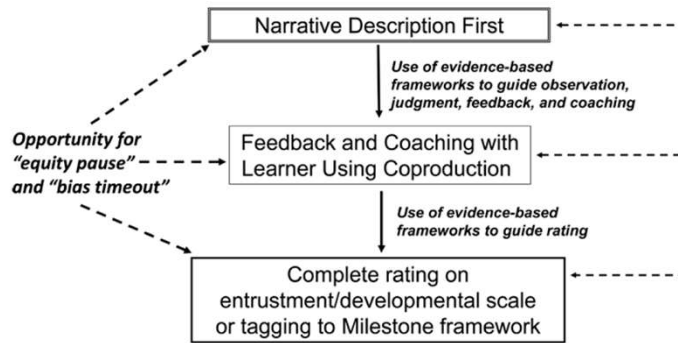 Narrative Description First
Use of evidence-based
frameworks to guide observation,
judgment, feedback, and coaching
Opportunity for
“equity pause”
and “bias timeout”
Feedback and Coaching with
Learner Using Coproduction
Use of evidence-based
frameworks to guide rating
Complete rating on
entrustment/developmental scale
or tagging to Milestone framework